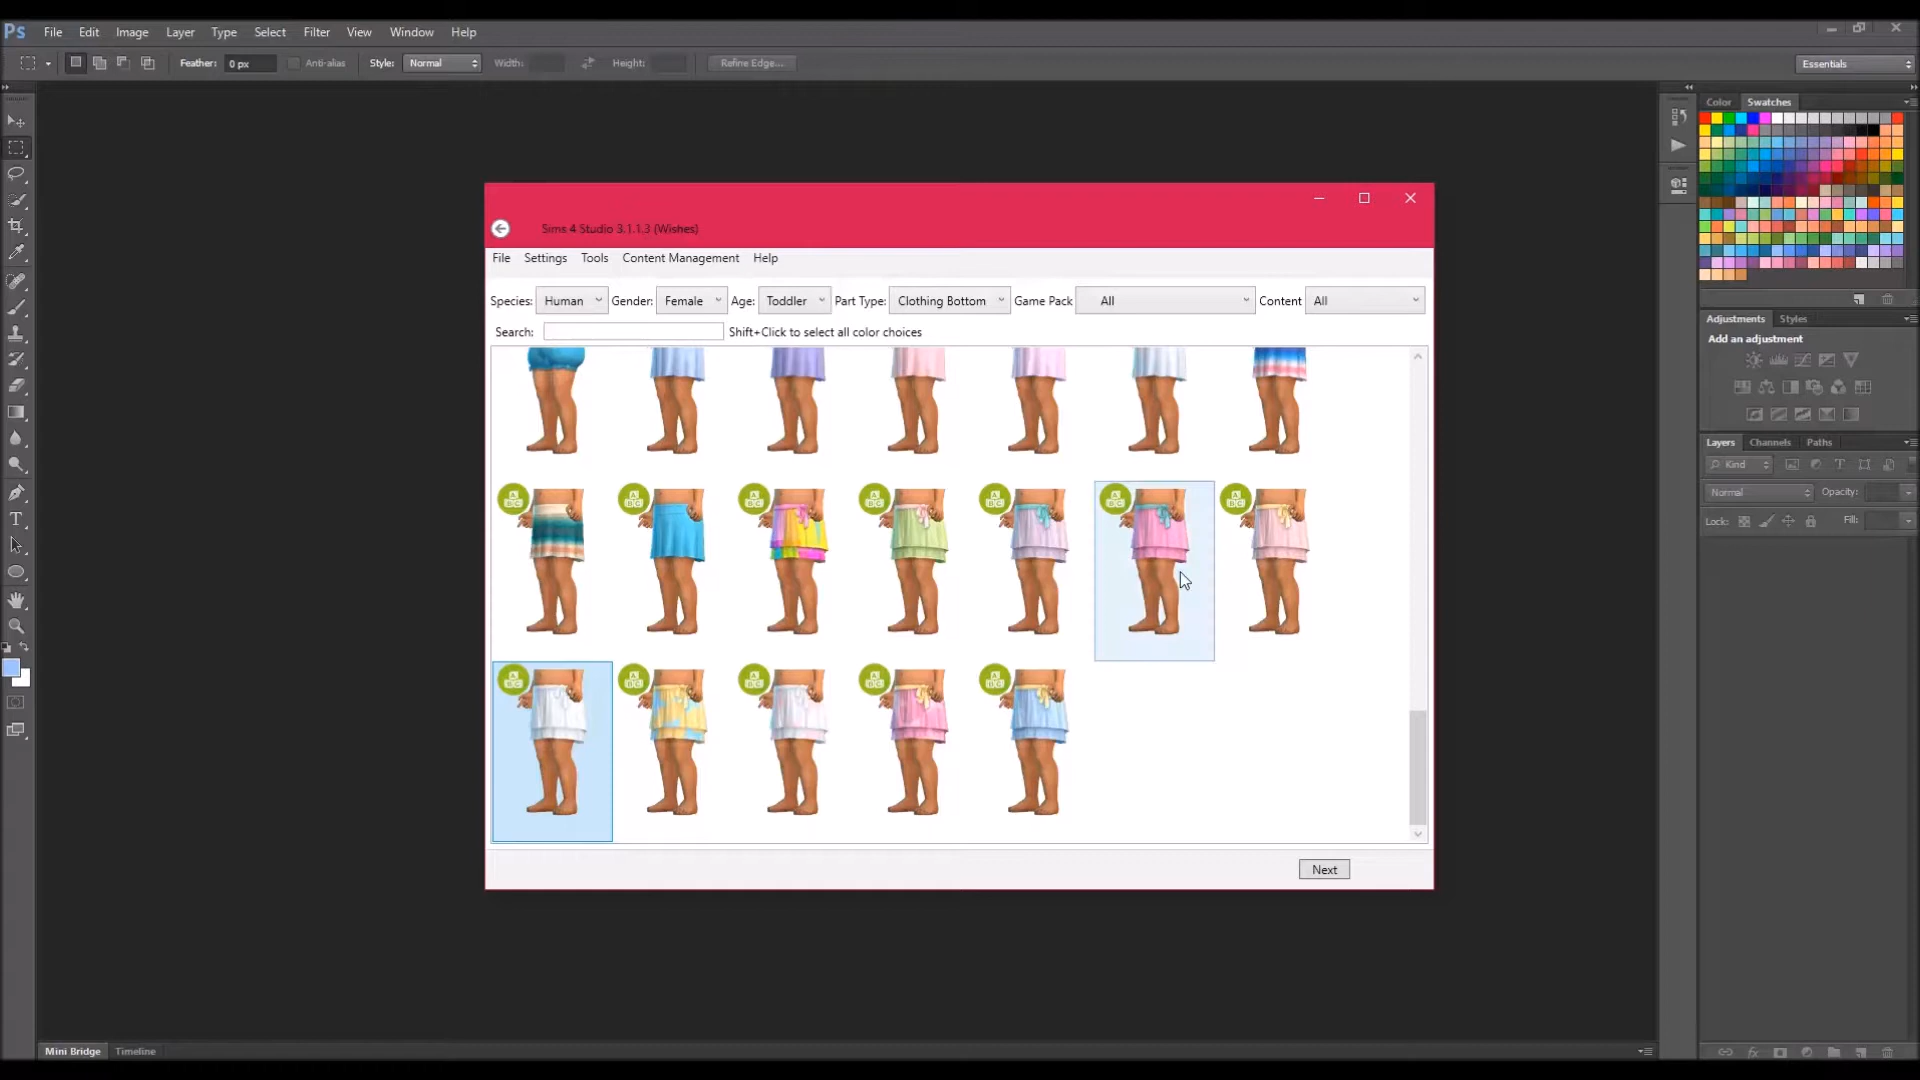 Ps File Edit Image Layer Type Select Filter View Window Help
Feather: 0 px Anti-alias Style: Normal Width: Height: Refine Edge... Essentials
Color Swatches
Sims 4 Studio 3.1.1.3 (Wishes)
File Settings Tools Content Management Help
Species: Human Gender: Female Age: Toddler Part Type: Clothing Bottom Game Pack All Content All
Search: Shift+Click to select all color choices
Adjustments Styles
Add an adjustment
Layers Channels Paths
Kind
Normal Opacity:
Lock: Fill:
Next
Mini Bridge Timeline